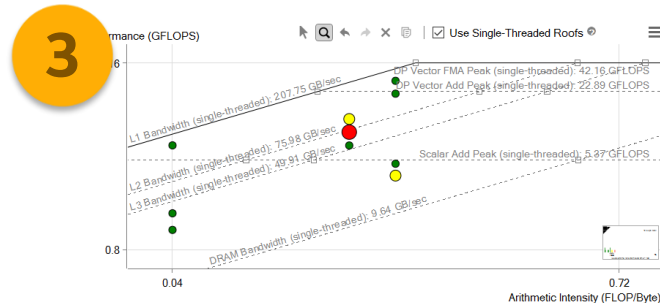 3
rmance (GFLOPS)
Use Single-Threaded Roofs
6
DP Vector FMA Peak (single-threaded): 42.16 GFLOPS
DP Vector Add Peak (single-threaded): 22.89 GFLOPS
L1 Bandwidth (single-threaded): 207.75 GB/sec
L2 Bandwidth (single-threaded): 75.98 GB/sec
L3 Bandwidth (single-threaded): 49.91 GB/sec
Scalar Add Peak (single-threaded): 5.37 GFLOPS
DRAM Bandwidth (single-threaded): 9.64 GB/sec
0.8
0.04
0.72
Arithmetic Intensity (FLOP/Byte)